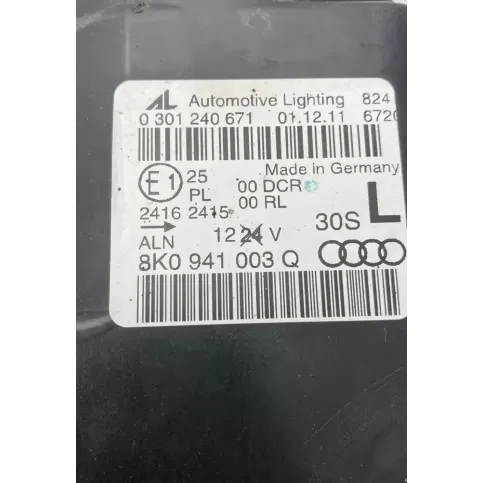 AL Automotive Lighting 824
0 301 240 671 01.12.11 6720
Made in Germany
E1 25 00 DCR
PL 00 RL
2416 2415
ALN 12 24 V 30S L
8K0 941 003 Q